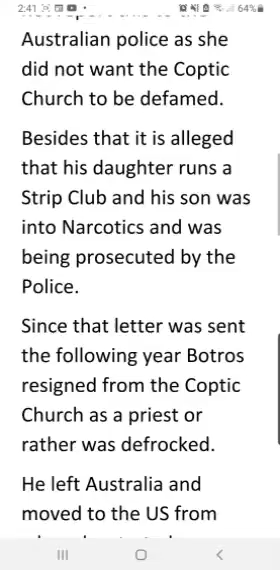 2:41
64%
Australian police as she
did not want the Coptic
Church to be defamed.
Besides that it is alleged
that his daughter runs a
Strip Club and his son was
into Narcotics and was
being prosecuted by the
Police.
Since that letter was sent
the following year Botros
resigned from the Coptic
Church as a priest or
rather was defrocked.
He left Australia and
moved to the US from